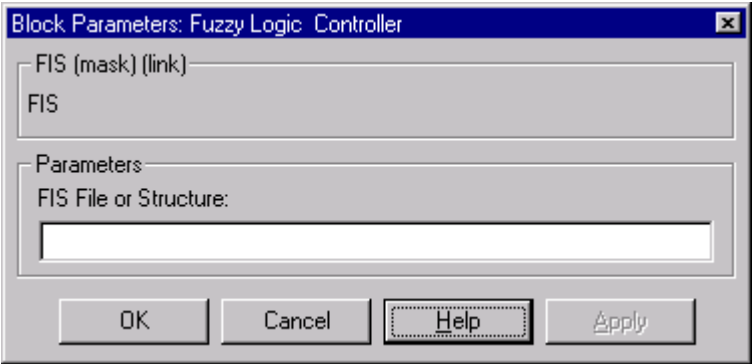 Block Parameters: Fuzzy Logic Controller
FIS (mask) (link)
FIS
Parameters
FIS File or Structure:
OK Cancel Help Apply